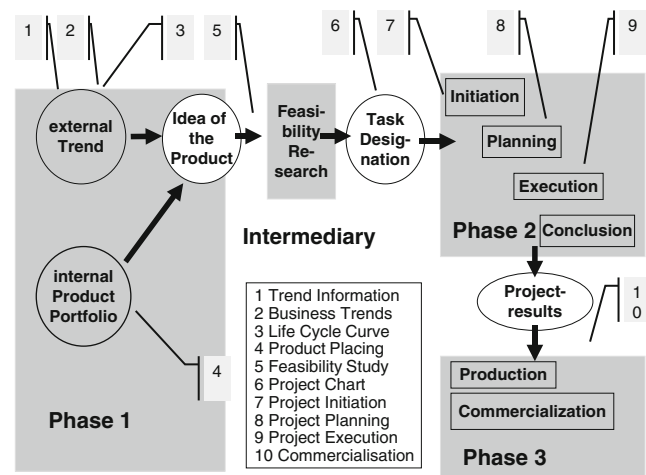 1
2
3
5
6
7
8
9
external
Trend
Idea of
the
Product
Feasi-
bility
Re-
search
Task
Desig-
nation
Initiation
Planning
Execution
Phase 2
Conclusion
Intermediary
internal
Product
Portfolio
4
Phase 1
1 Trend Information
2 Business Trends
3 Life Cycle Curve
4 Product Placing
5 Feasibility Study
6 Project Chart
7 Project Initiation
8 Project Planning
9 Project Execution
10 Commercialisation
Project-
results
1
0
Production
Commercialization
Phase 3